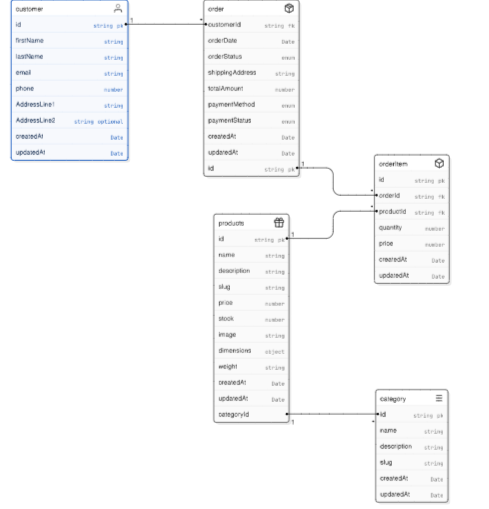 customer
id string pk
firstName string
lastName string
email string
phone number
AddressLine1 string
AddressLine2 string optional
createdAt Date
updatedAt Date
1 *
order
customerId string fk
orderDate Date
orderStatus enum
shippingAddress string
totalAmount number
paymentMethod enum
paymentStatus enum
createdAt Date
updatedAt Date
id string pk
1
orderitem
id string pk
* orderId string fk
* productId string fk
quantity number
price number
createdAt Date
updatedAt Date
products
id string pk 1
name string
description string
slug string
price number
stock number
image string
dimensions object
weight string
createdAt Date
updatedAt Date
categoryId
1 *
category
id string pk
name string
description string
slug string
createdAt Date
updatedAt Date